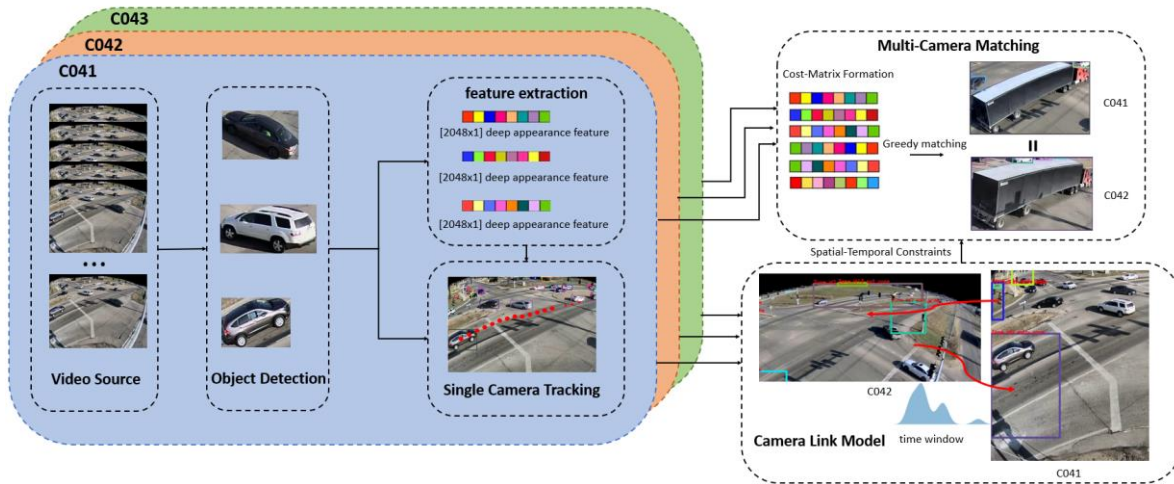 C043
C042
C041
Video Source
Object Detection
feature extraction
[2048x1] deep appearance feature
[2048x1] deep appearance feature
[2048x1] deep appearance feature
Single Camera Tracking
Multi-Camera Matching
Cost-Matrix Formation
Greedy matching
C041
C042
Spatial-Temporal Constraints
C042
Camera Link Model
time window
C041